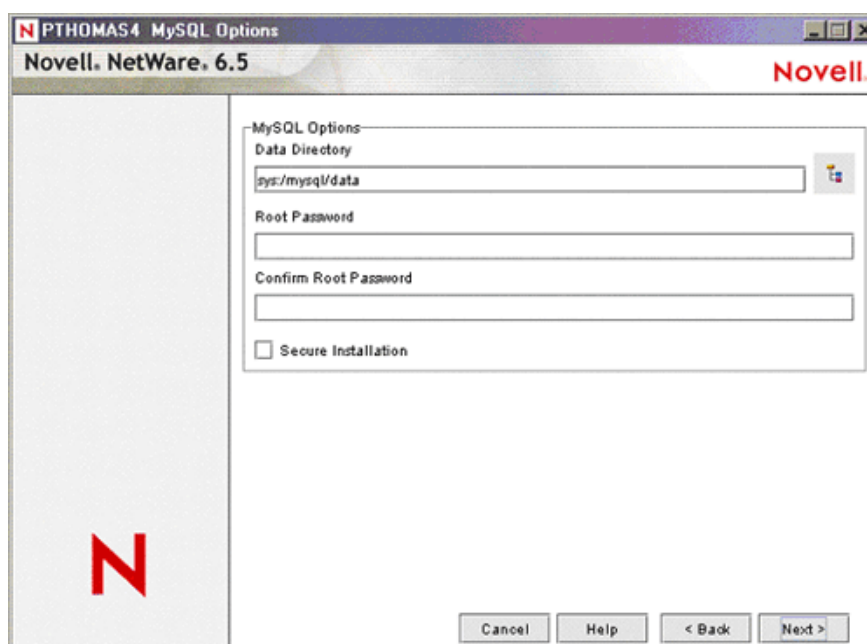 PTHOMAS4 MySQL Options
Novell. NetWare. 6.5
Novell.
MySQL Options
Data Directory
sys:/mysql/data
Root Password
Confirm Root Password
Secure Installation
N
Cancel Help < Back Next >